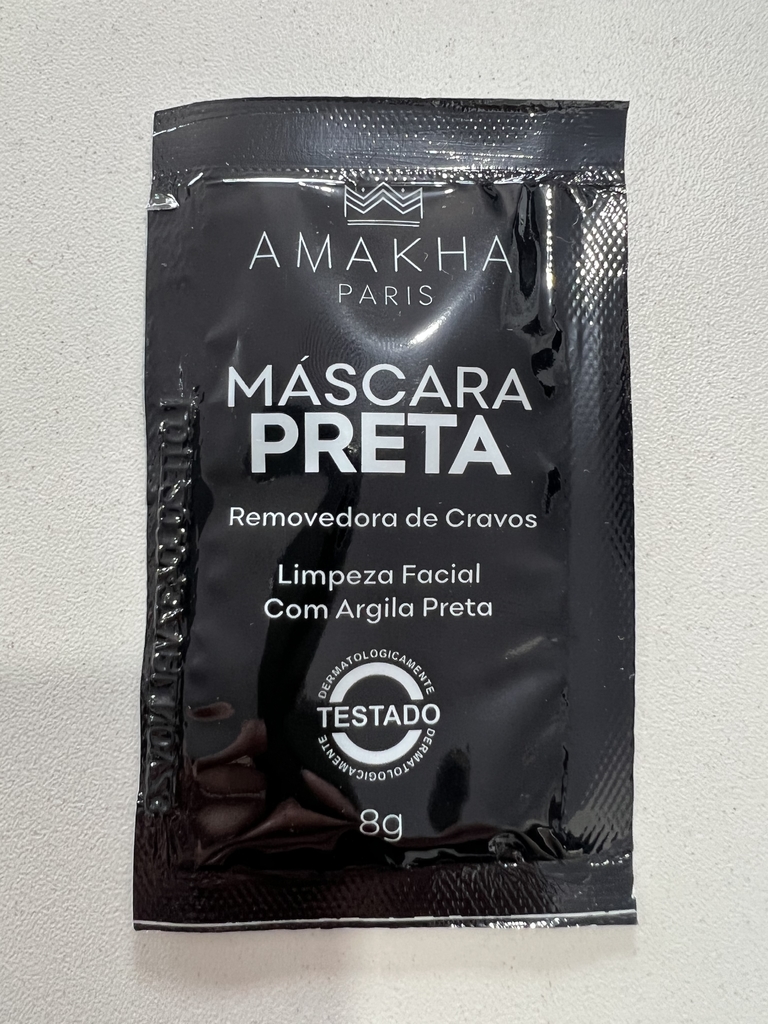 AMAKHA
PARIS
MÁSCARA
PRETA
Removedora de Cravos
Limpeza Facial
Com Argila Preta
DERMATOLOGICAMENTE
TESTADO
DERMATOLOGICAMENTE
8g